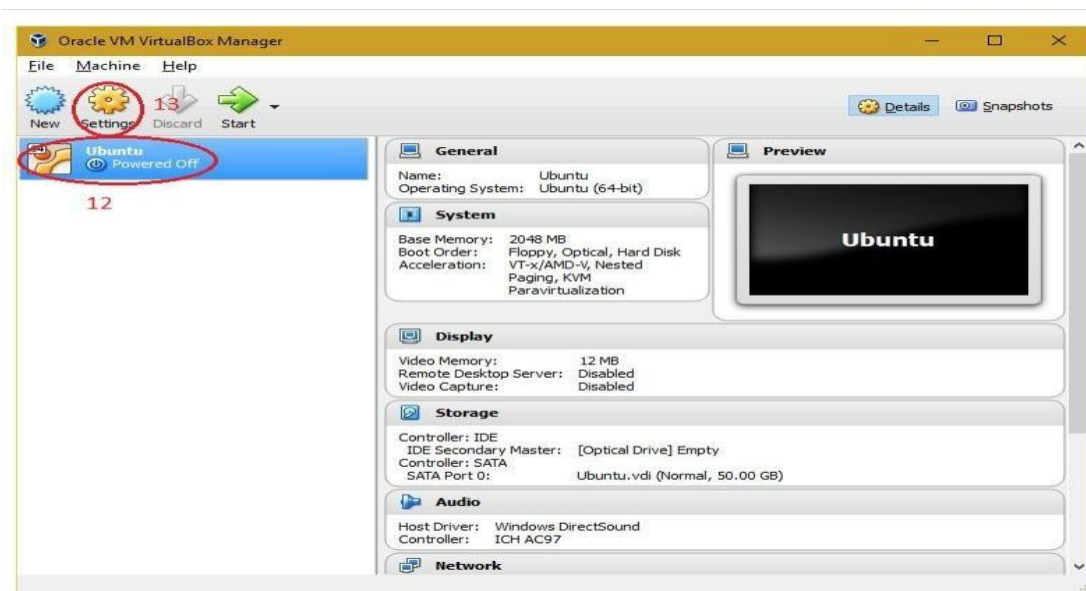 Oracle VM VirtualBox Manager
File Machine Help
New Settings Discard Start
13
Details Snapshots
64
Ubuntu
Powered Off
12
General
Name: Ubuntu
Operating System: Ubuntu (64-bit)
System
Base Memory: 2048 MB
Boot Order: Floppy, Optical, Hard Disk
Acceleration: VT-x/AMD-V, Nested
Paging, KVM
Paravirtualization
Preview
Ubuntu
Display
Video Memory: 12 MB
Remote Desktop Server: Disabled
Video Capture: Disabled
Storage
Controller: IDE
IDE Secondary Master: [Optical Drive] Empty
Controller: SATA
SATA Port 0: Ubuntu.vdi (Normal, 50.00 GB)
Audio
Host Driver: Windows DirectSound
Controller: ICH AC97
Network